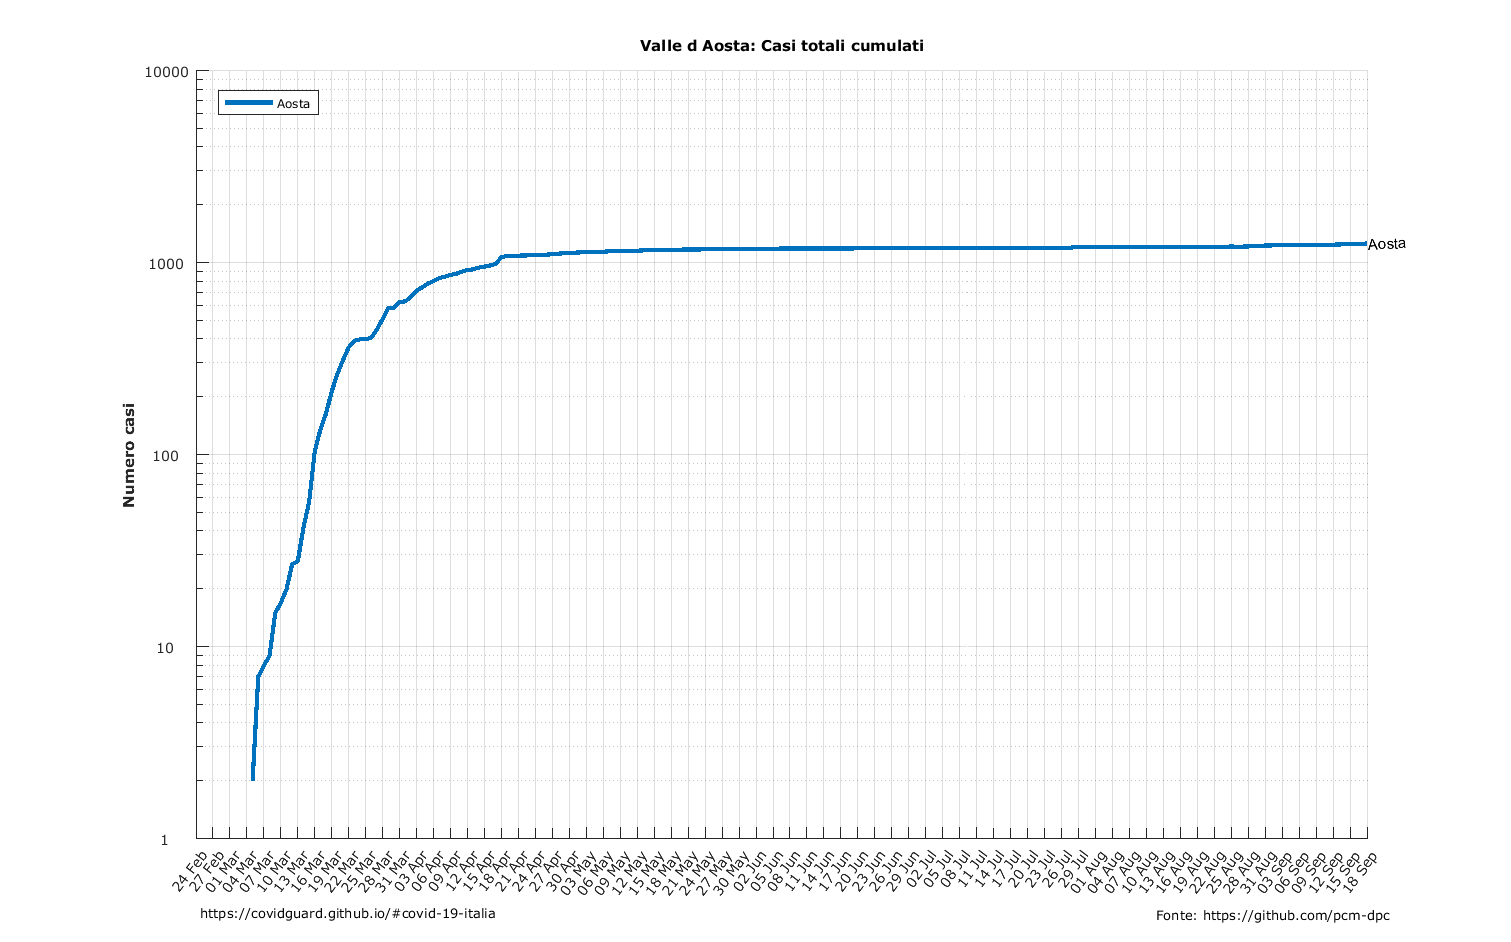 Valle d Aosta: Casi totali cumulati
10000
1000
100
10
1
Numero casi
Aosta
Aosta
24 Feb
27 Feb
01 Mar
04 Mar
07 Mar
10 Mar
13 Mar
16 Mar
19 Mar
22 Mar
25 Mar
28 Mar
31 Mar
03 Apr
06 Apr
09 Apr
12 Apr
15 Apr
18 Apr
21 Apr
24 Apr
27 Apr
30 Apr
03 May
06 May
09 May
12 May
15 May
18 May
21 May
24 May
27 May
30 May
02 Jun
05 Jun
08 Jun
11 Jun
14 Jun
17 Jun
20 Jun
23 Jun
26 Jun
29 Jun
02 Jul
05 Jul
08 Jul
11 Jul
14 Jul
17 Jul
20 Jul
23 Jul
26 Jul
29 Jul
01 Aug
04 Aug
07 Aug
10 Aug
13 Aug
16 Aug
19 Aug
22 Aug
25 Aug
28 Aug
31 Aug
03 Sep
06 Sep
09 Sep
12 Sep
15 Sep
18 Sep
https://covidguard.github.io/#covid-19-italia
Fonte: https://github.com/pcm-dpc